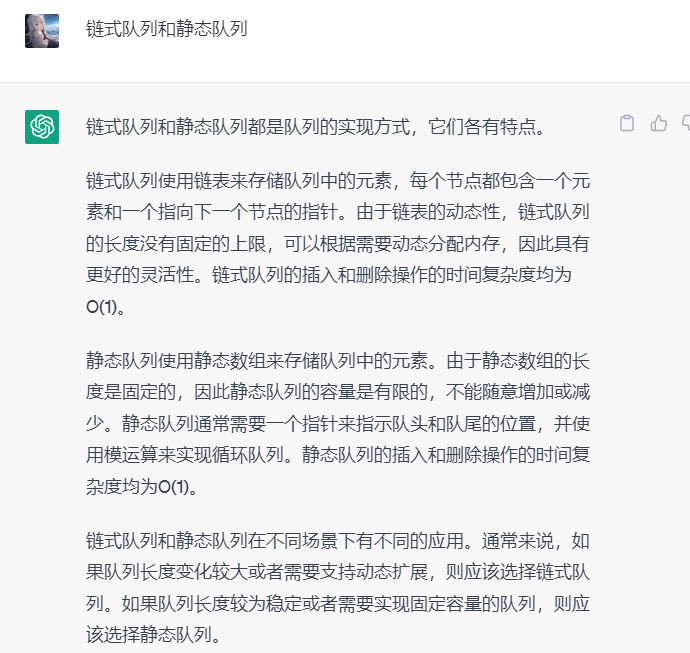 链式队列和静态队列
链式队列和静态队列都是队列的实现方式，它们各有特点。
链式队列使用链表来存储队列中的元素，每个节点都包含一个元
素和一个指向下一个节点的指针。由于链表的动态性，链式队列
的长度没有固定的上限，可以根据需要动态分配内存，因此具有
更好的灵活性。链式队列的插入和删除操作的时间复杂度均为
O(1)。
静态队列使用静态数组来存储队列中的元素。由于静态数组的长
度是固定的，因此静态队列的容量是有限的，不能随意增加或减
少。静态队列通常需要一个指针来指示队头和队尾的位置，并使
用模运算来实现循环队列。静态队列的插入和删除操作的时间复
杂度均为O(1)。
链式队列和静态队列在不同场景下有不同的应用。通常来说，如
果队列长度变化较大或者需要支持动态扩展，则应该选择链式队
列。如果队列长度较为稳定或者需要实现固定容量的队列，则应
该选择静态队列。